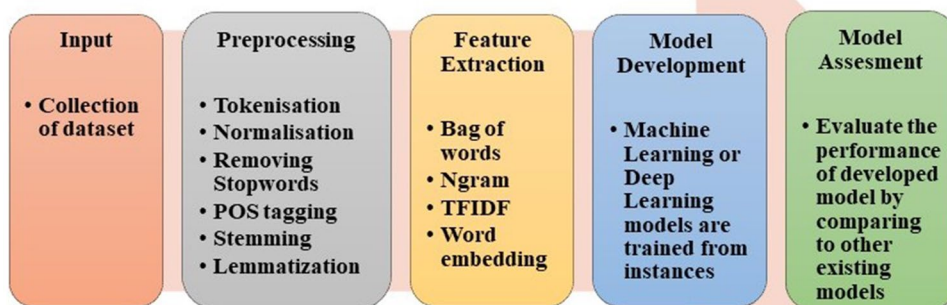 Input
• Collection
of dataset
Preprocessing
• Tokenisation
• Normalisation
• Removing
Stopwords
• POS tagging
• Stemming
• Lemmatization
Feature
Extraction
• Bag of
words
• Ngram
• TFIDF
• Word
embedding
Model
Development
• Machine
Learning or
Deep
Learning
models are
trained from
instances
Model
Assesment
• Evaluate the
performance
of developed
model by
comparing
to other
existing
models